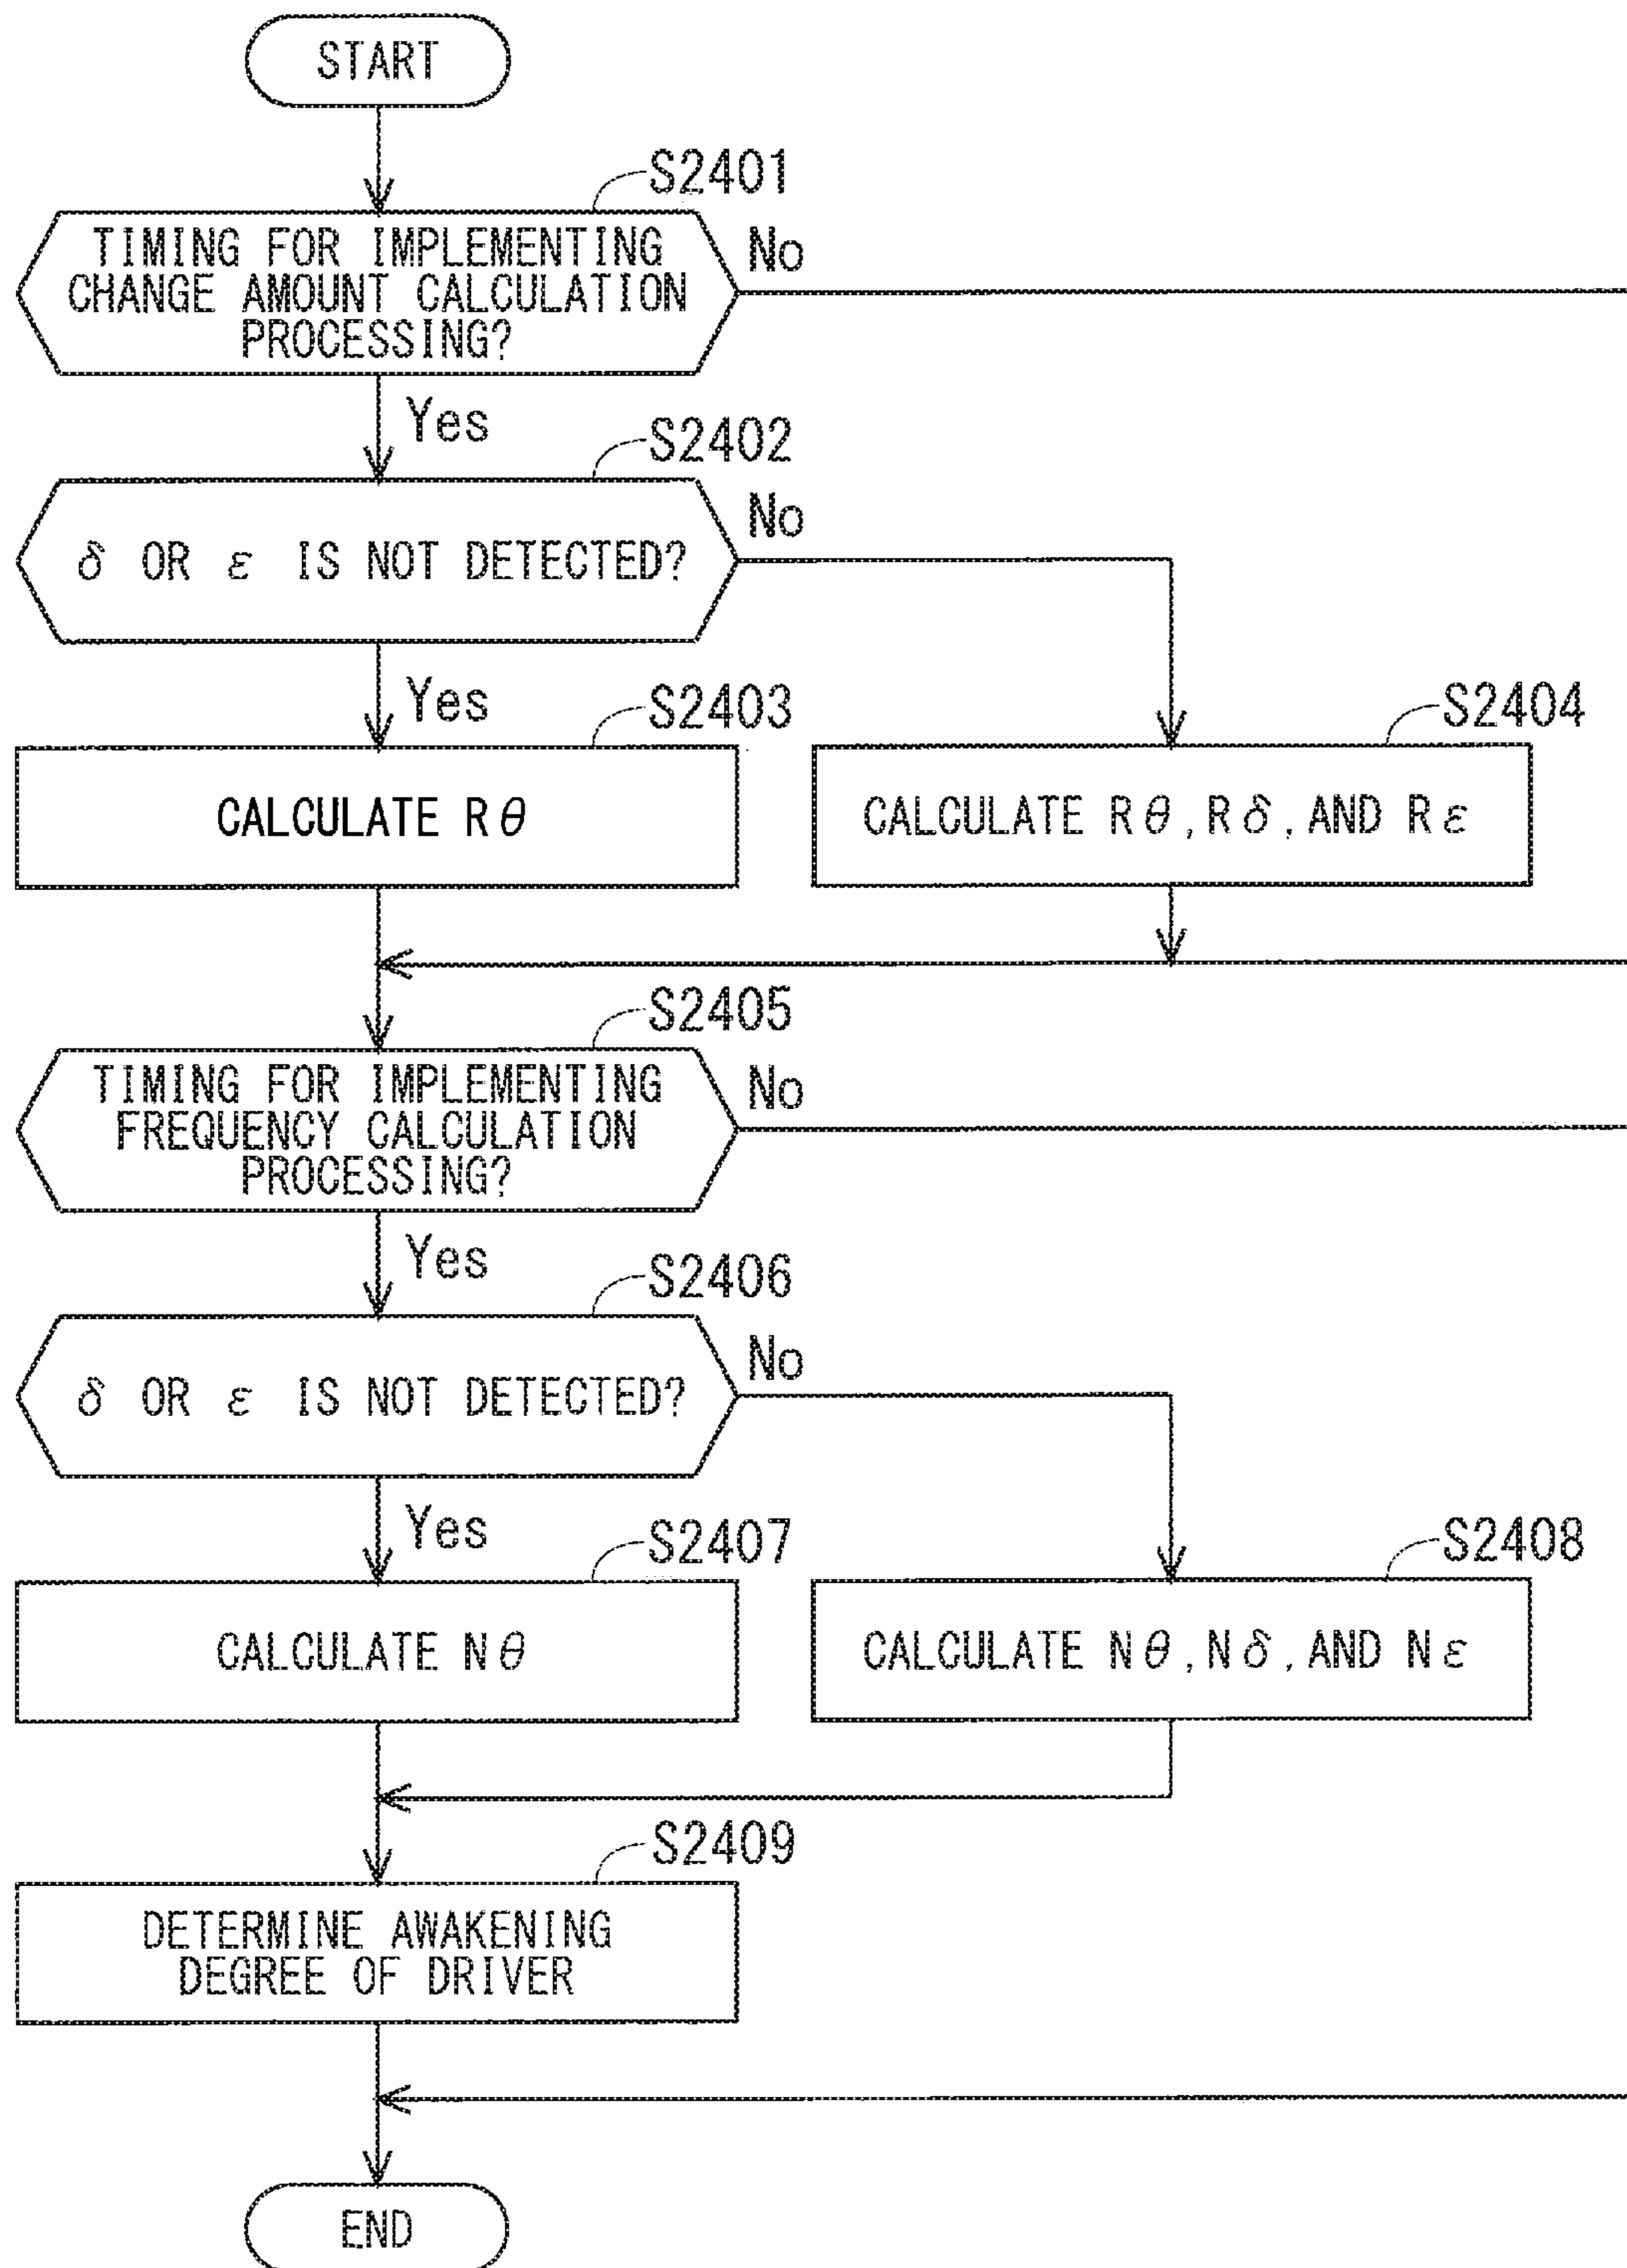 START
S2401
TIMING FOR IMPLEMENTING
CHANGE AMOUNT CALCULATION
PROCESSING?
No
Yes
S2402
δ OR ε IS NOT DETECTED?
No
Yes
S2403
CALCULATE Rθ
S2404
CALCULATE Rθ, Rδ, AND Rε
S2405
TIMING FOR IMPLEMENTING
FREQUENCY CALCULATION
PROCESSING?
No
Yes
S2406
δ OR ε IS NOT DETECTED?
No
Yes
S2407
CALCULATE Nθ
S2408
CALCULATE Nθ, Nδ, AND Nε
S2409
DETERMINE AWAKENING
DEGREE OF DRIVER
END